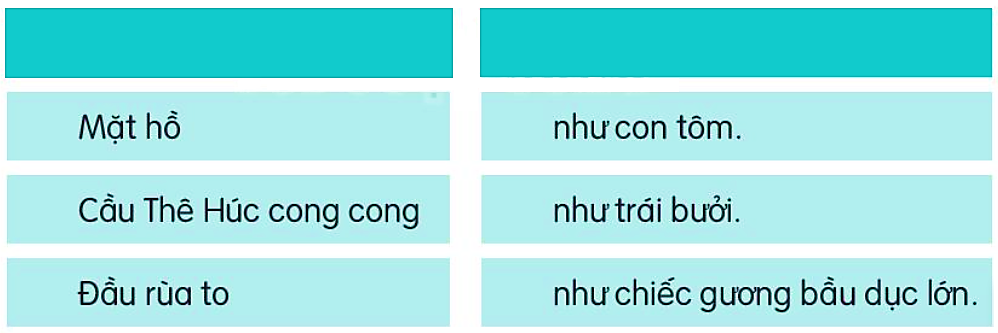 Mặt hồ
như con tôm.
Cầu Thê Húc cong cong
như trái bưởi.
Đầu rùa to
như chiếc gương bầu dục lớn.